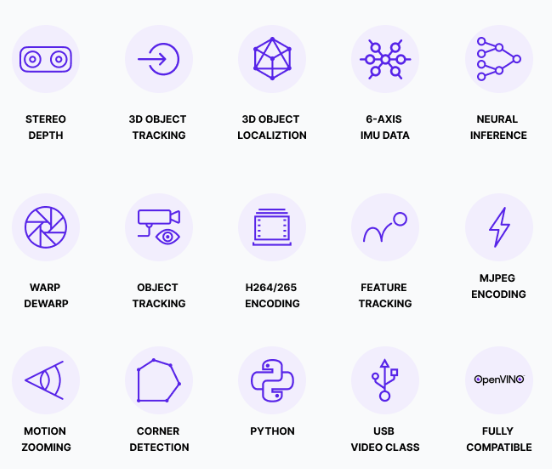 STEREO
DEPTH
3D OBJECT
TRACKING
3D OBJECT
LOCALIZTION
6-AXIS
IMU DATA
NEURAL
INFERENCE
WARP
DEWARP
OBJECT
TRACKING
H264/265
ENCODING
FEATURE
TRACKING
MJPEG
ENCODING
MOTION
ZOOMING
CORNER
DETECTION
PYTHON
USB
VIDEO CLASS
OpenVINO
FULLY
COMPATIBLE